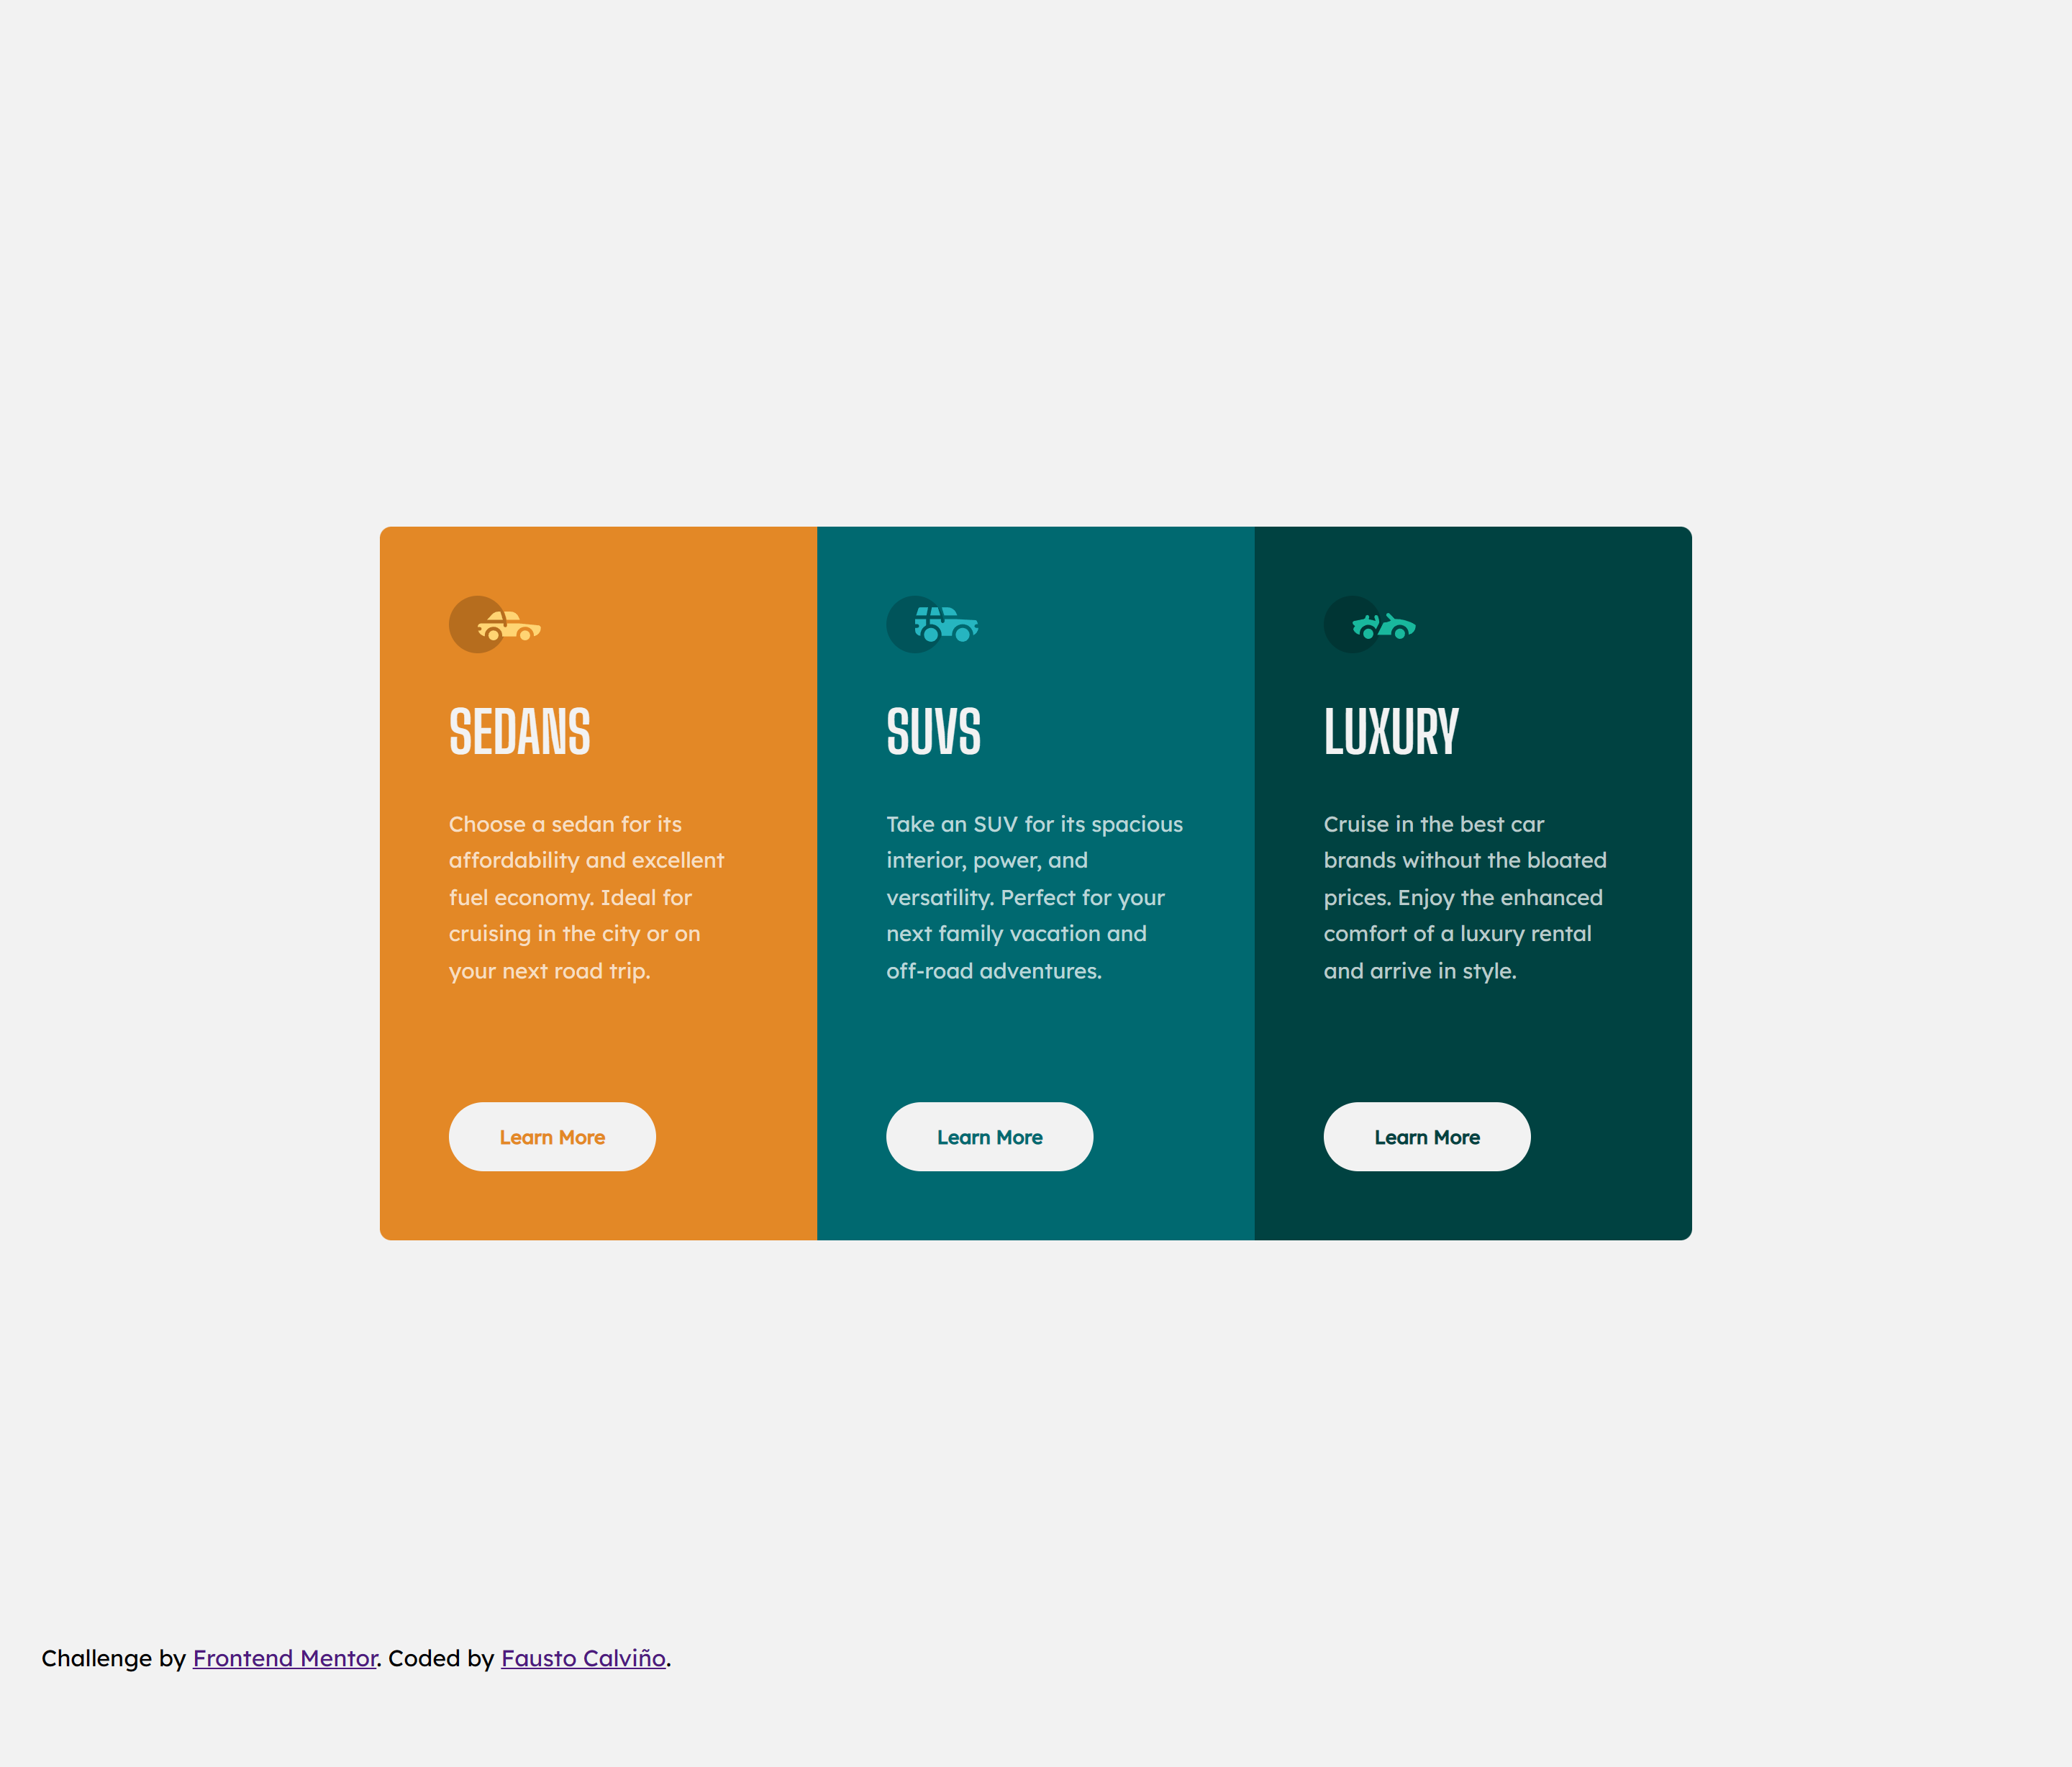 SEDANS
Choose a sedan for its
affordability and excellent
fuel economy. Ideal for
cruising in the city or on
your next road trip.
Learn More
SUVS
Take an SUV for its spacious
interior, power, and
versatility. Perfect for your
next family vacation and
off-road adventures.
Learn More
LUXURY
Cruise in the best car
brands without the bloated
prices. Enjoy the enhanced
comfort of a luxury rental
and arrive in style.
Learn More
Challenge by Frontend Mentor. Coded by Fausto Calviño.